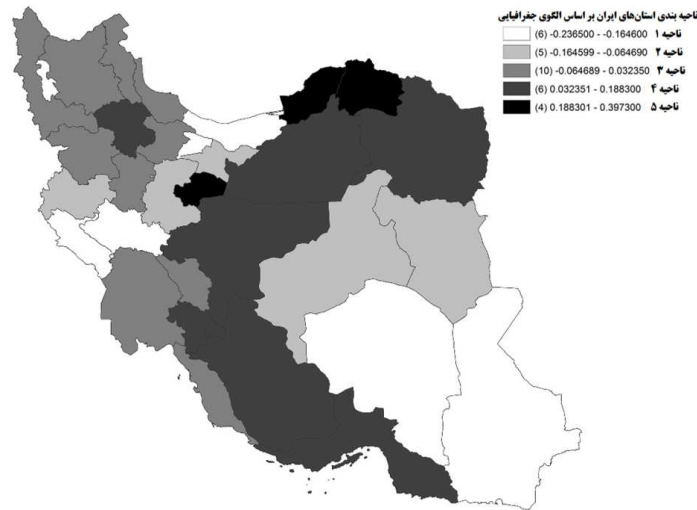 ناحیه بندی استان‌های ایران بر اساس الگوی جغرافیایی
ناحیه ۱ -0.236500 - -0.164600 (6)
ناحیه ۲ -0.164599 - -0.064690 (5)
ناحیه ۳ -0.064689 - 0.032350 (10)
ناحیه ۴ 0.032351 - 0.188300 (6)
ناحیه ۵ 0.188301 - 0.397300 (4)